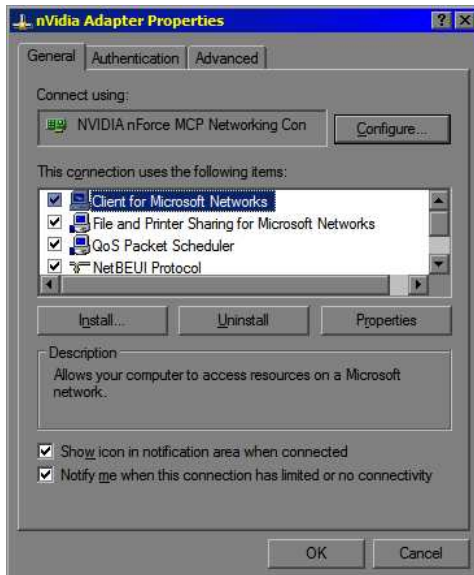 nVidia Adapter Properties
General Authentication Advanced
Connect using:
NVIDIA nForce MCP Networking Con Configure...
This connection uses the following items:
Client for Microsoft Networks
File and Printer Sharing for Microsoft Networks
QoS Packet Scheduler
NetBEUI Protocol
Install... Uninstall Properties
Description
Allows your computer to access resources on a Microsoft
network.
Show icon in notification area when connected
Notify me when this connection has limited or no connectivity
OK Cancel